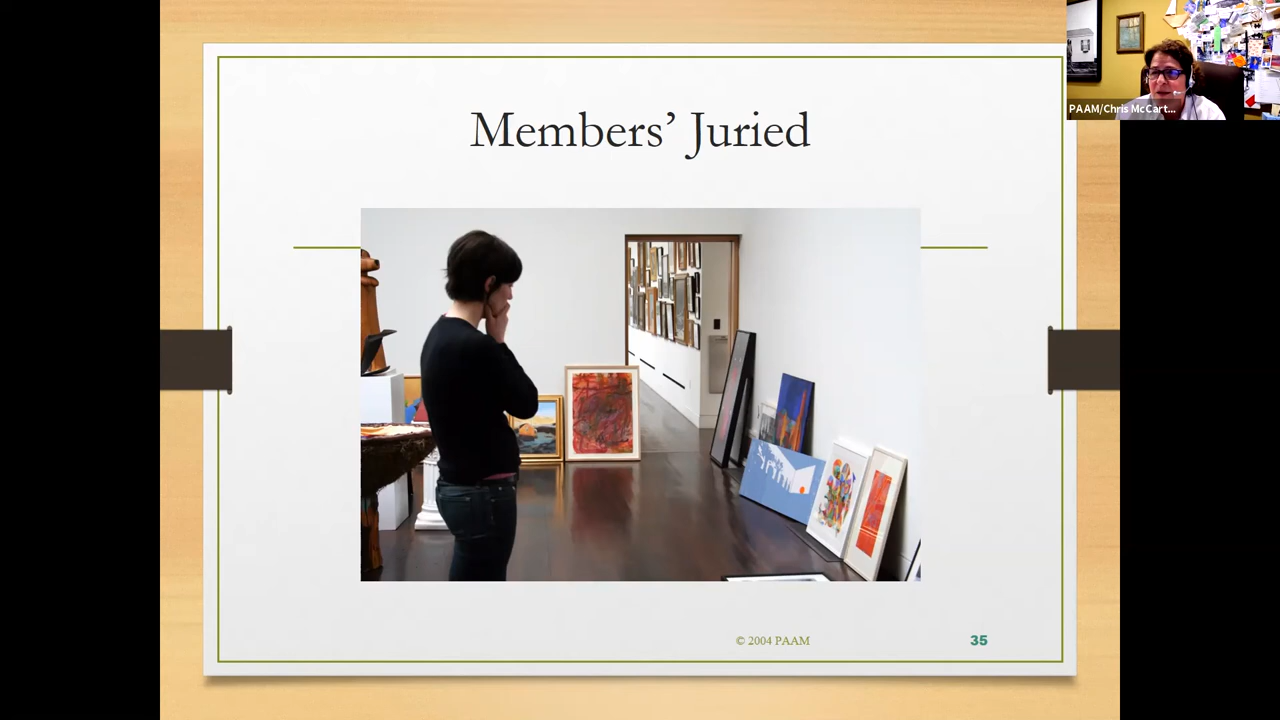 Members’ Juried
PAAM/Chris McCart...
© 2004 PAAM
35